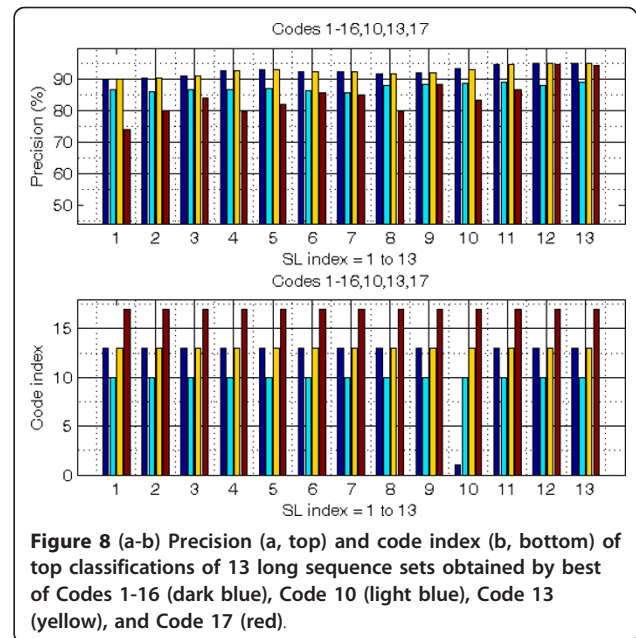 Codes 1-16,10,13,17
90
80
70
60
50
Precision (%)
1 2 3 4 5 6 7 8 9 10 11 12 13
SL index = 1 to 13
Codes 1-16,10,13,17
15
10
5
0
Code index
1 2 3 4 5 6 7 8 9 10 11 12 13
SL index = 1 to 13
Figure 8 (a-b) Precision (a, top) and code index (b, bottom) of
top classifications of 13 long sequence sets obtained by best
of Codes 1-16 (dark blue), Code 10 (light blue), Code 13
(yellow), and Code 17 (red).